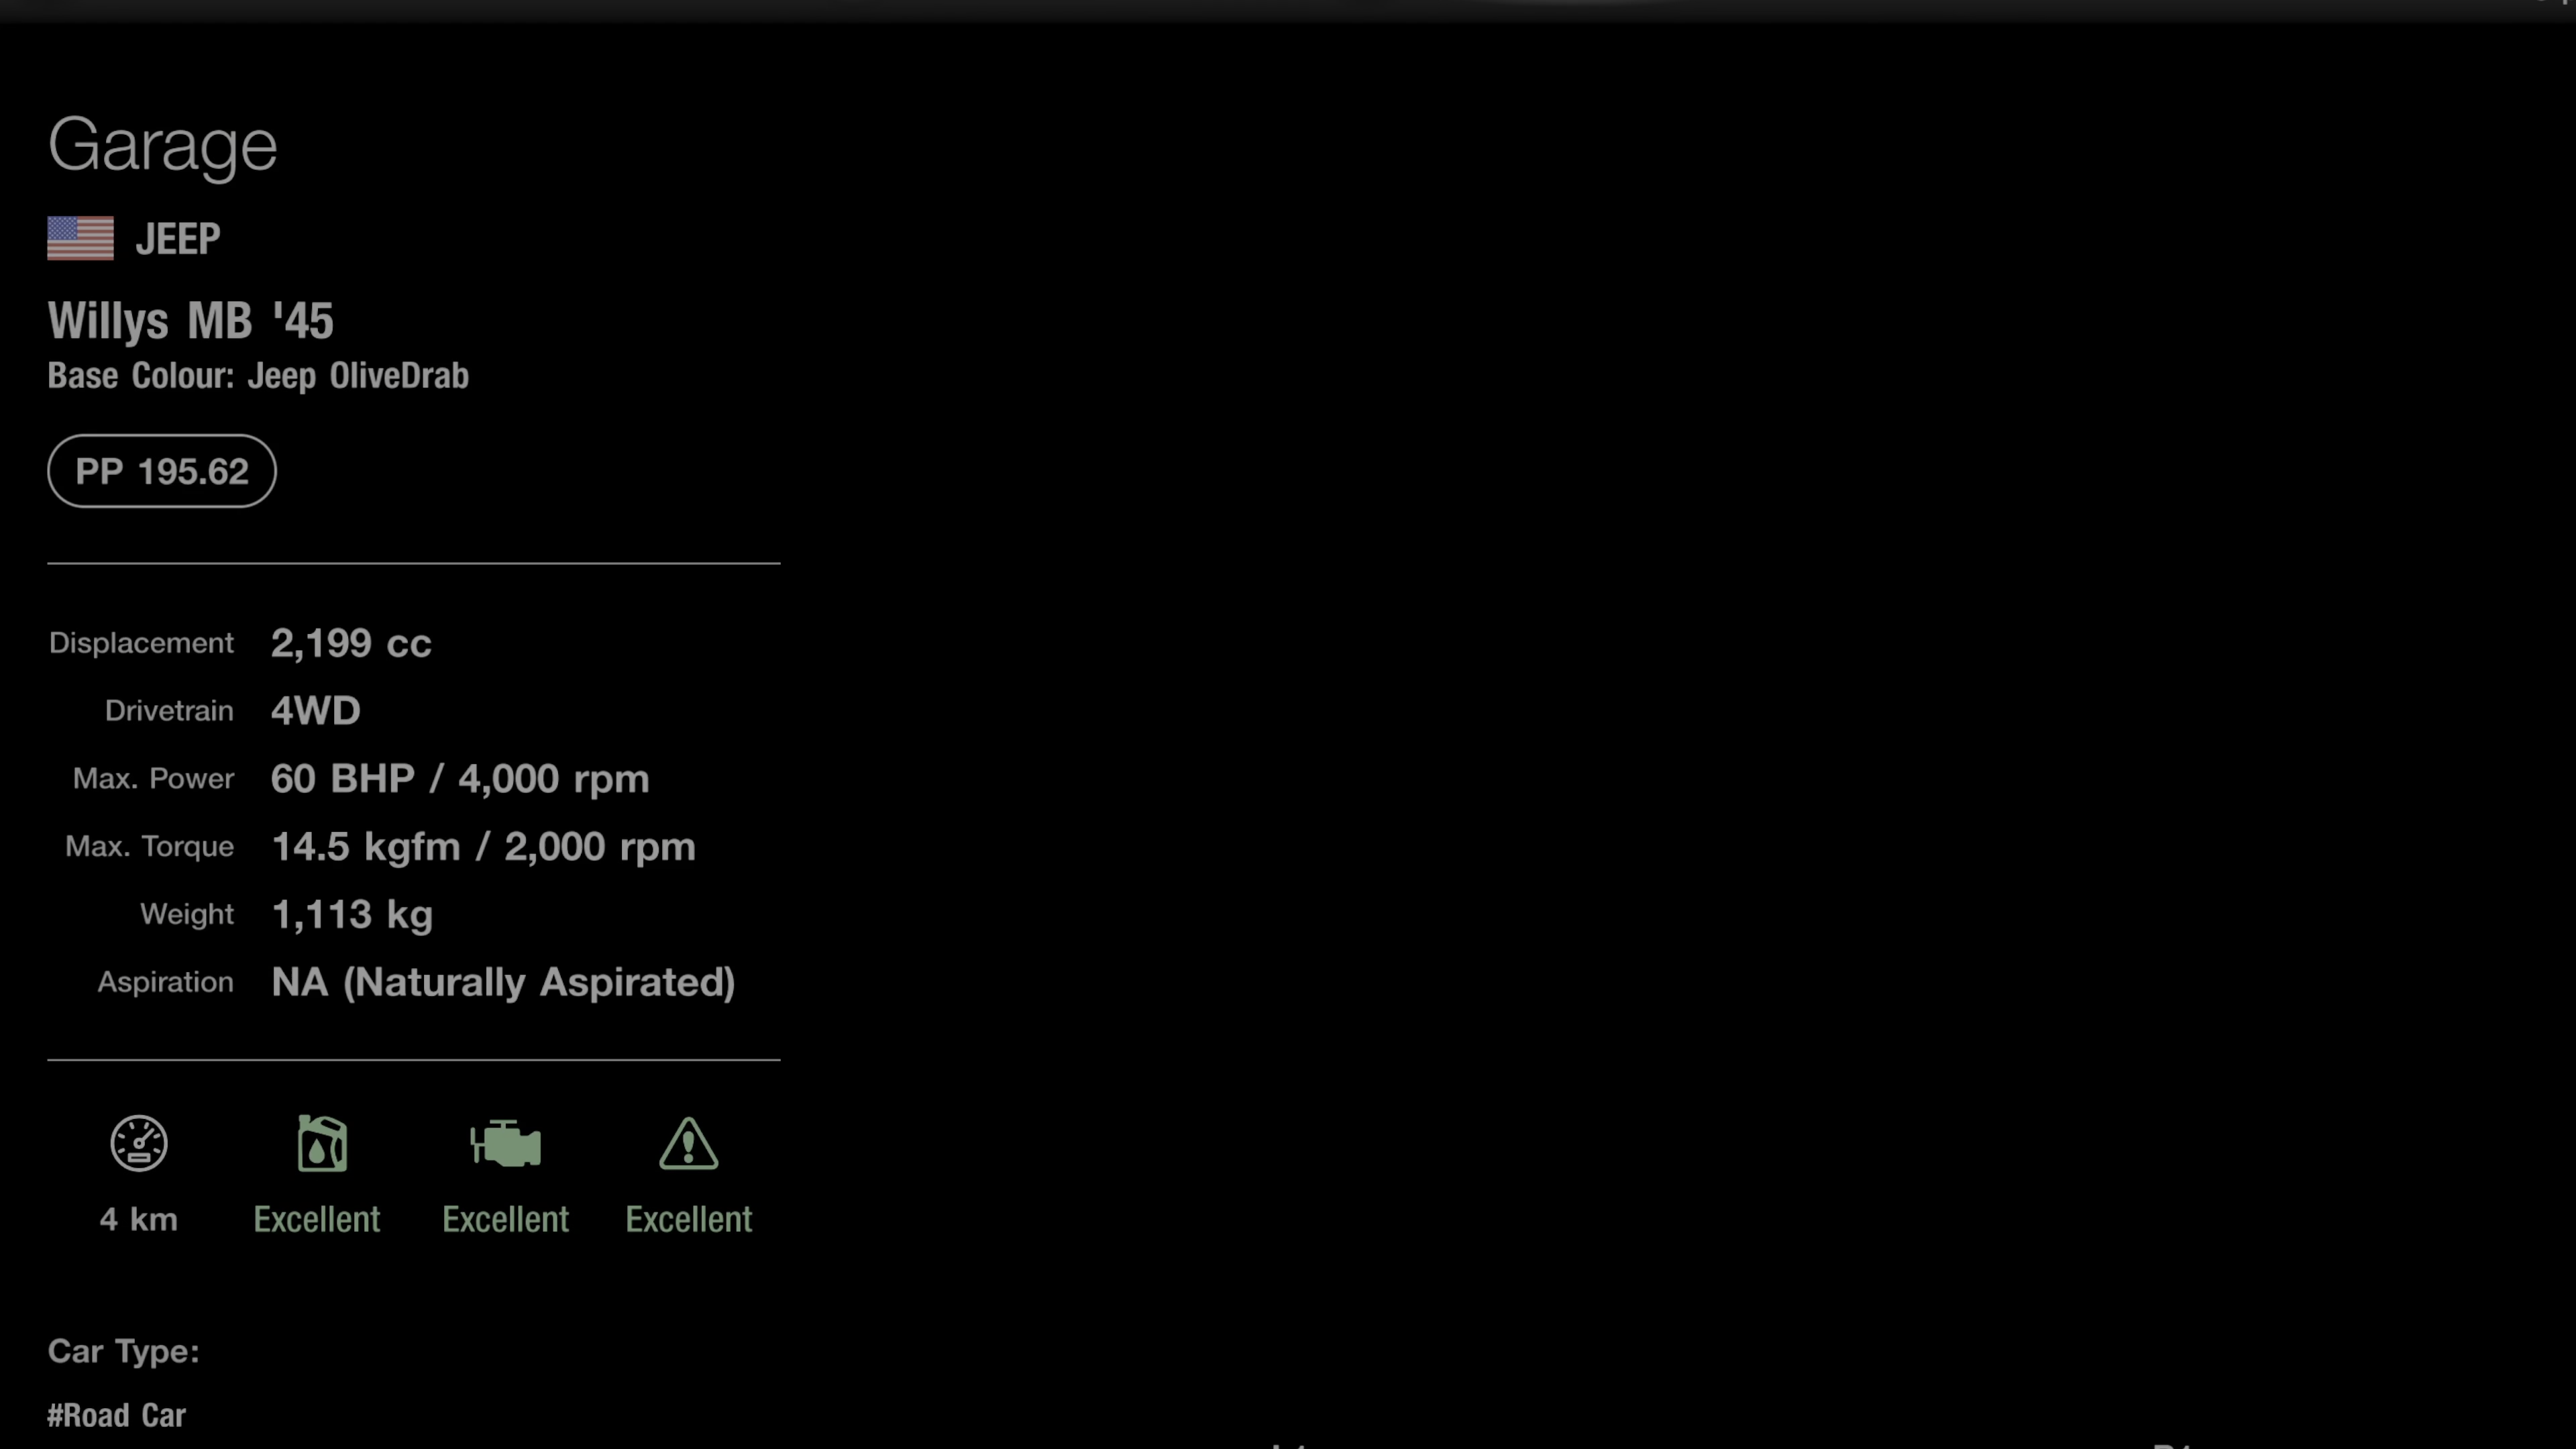 Garage
JEEP
Willys MB '45
Base Colour: Jeep OliveDrab
PP 195.62
Displacement 2,199 cc
Drivetrain 4WD
Max. Power 60 BHP / 4,000 rpm
Max. Torque 14.5 kgfm / 2,000 rpm
Weight 1,113 kg
Aspiration NA (Naturally Aspirated)
4 km Excellent Excellent Excellent
Car Type:
#Road Car